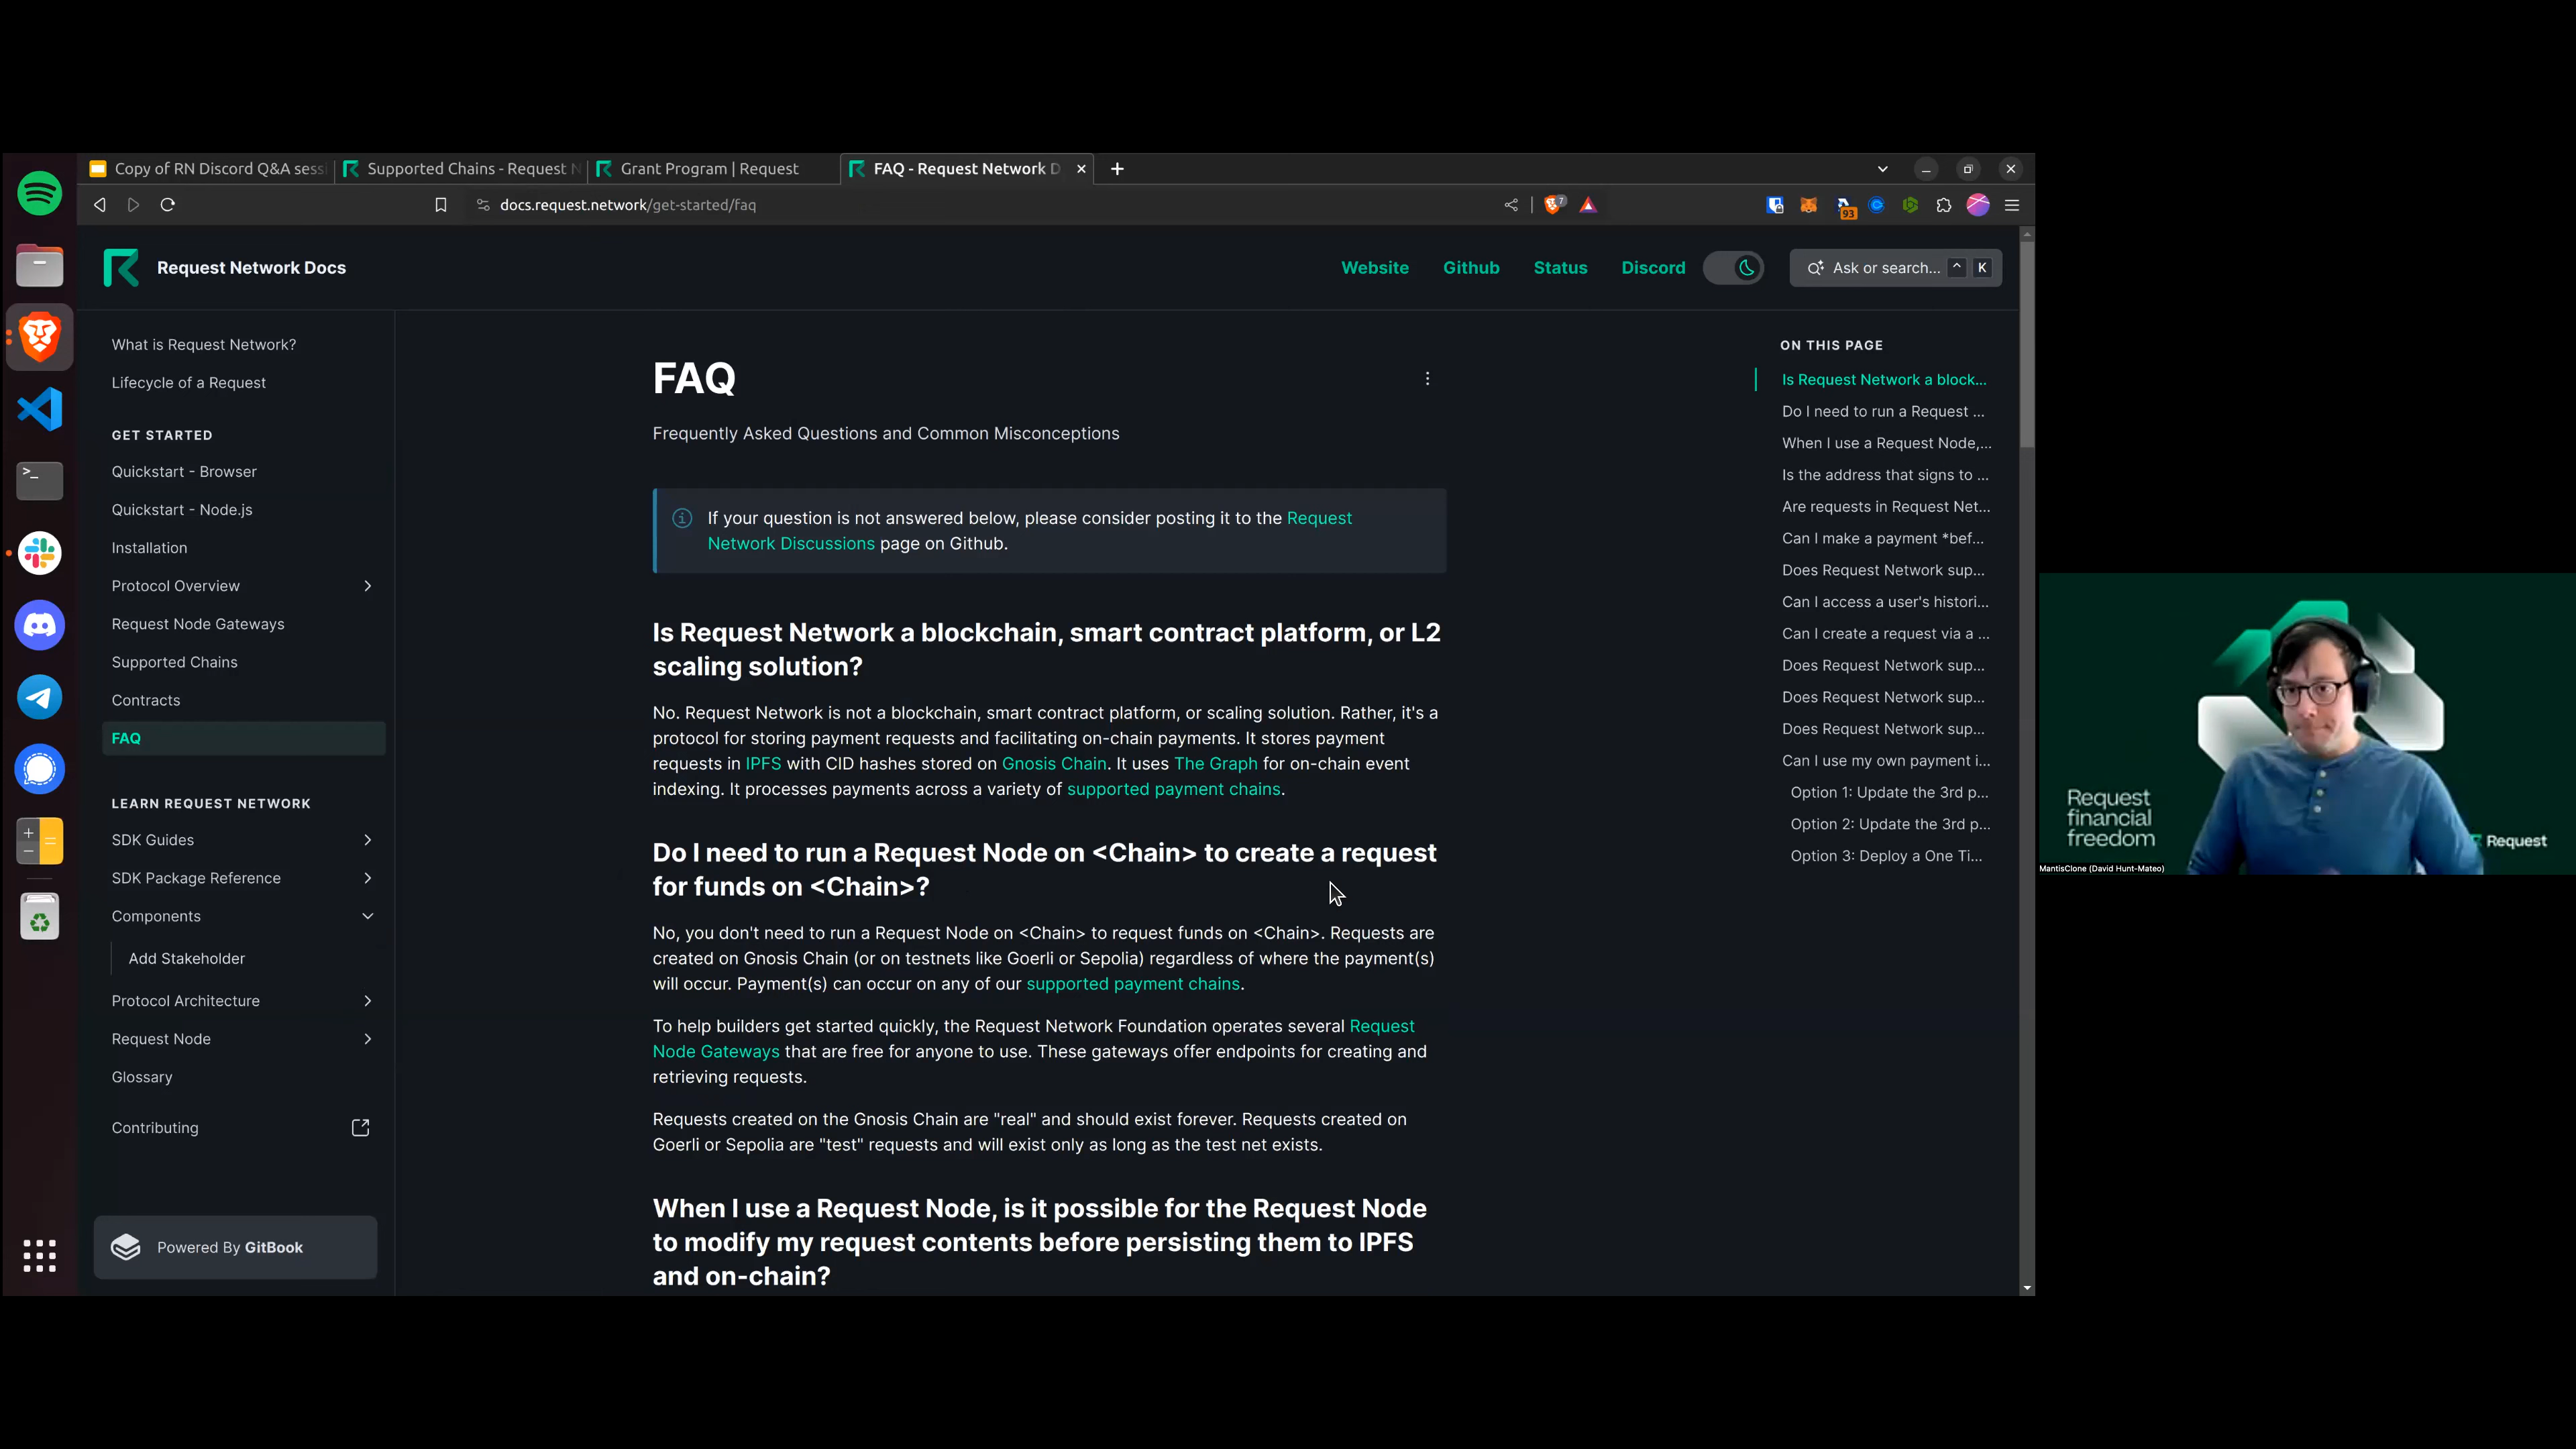 Copy of RN Discord Q&A sess
Supported Chains - Request N
Grant Program | Request
FAQ - Request Network D
docs.request.network/get-started/faq
7
93
Request Network Docs
Website
Github
Status
Discord
Ask or search...
^
K
What is Request Network?
Lifecycle of a Request
GET STARTED
Quickstart - Browser
Quickstart - Node.js
Installation
Protocol Overview
Request Node Gateways
Supported Chains
Contracts
FAQ
LEARN REQUEST NETWORK
SDK Guides
SDK Package Reference
Components
Add Stakeholder
Protocol Architecture
Request Node
Glossary
Contributing
Powered By GitBook
FAQ
Frequently Asked Questions and Common Misconceptions
If your question is not answered below, please consider posting it to the Request
Network Discussions page on Github.
Is Request Network a blockchain, smart contract platform, or L2
scaling solution?
No. Request Network is not a blockchain, smart contract platform, or scaling solution. Rather, it's a
protocol for storing payment requests and facilitating on-chain payments. It stores payment
requests in IPFS with CID hashes stored on Gnosis Chain. It uses The Graph for on-chain event
indexing. It processes payments across a variety of supported payment chains.
Do I need to run a Request Node on <Chain> to create a request
for funds on <Chain>?
No, you don't need to run a Request Node on <Chain> to request funds on <Chain>. Requests are
created on Gnosis Chain (or on testnets like Goerli or Sepolia) regardless of where the payment(s)
will occur. Payment(s) can occur on any of our supported payment chains.
To help builders get started quickly, the Request Network Foundation operates several Request
Node Gateways that are free for anyone to use. These gateways offer endpoints for creating and
retrieving requests.
Requests created on the Gnosis Chain are "real" and should exist forever. Requests created on
Goerli or Sepolia are "test" requests and will exist only as long as the test net exists.
When I use a Request Node, is it possible for the Request Node
to modify my request contents before persisting them to IPFS
and on-chain?
ON THIS PAGE
Is Request Network a block...
Do I need to run a Request ...
When I use a Request Node,...
Is the address that signs to ...
Are requests in Request Net...
Can I make a payment *bef...
Does Request Network sup...
Can I access a user's histori...
Can I create a request via a ...
Does Request Network sup...
Does Request Network sup...
Does Request Network sup...
Can I use my own payment i...
Option 1: Update the 3rd p...
Option 2: Update the 3rd p...
Option 3: Deploy a One Ti...
Request
financial
freedom
Request
MantisClone (David Hunt-Mateo)